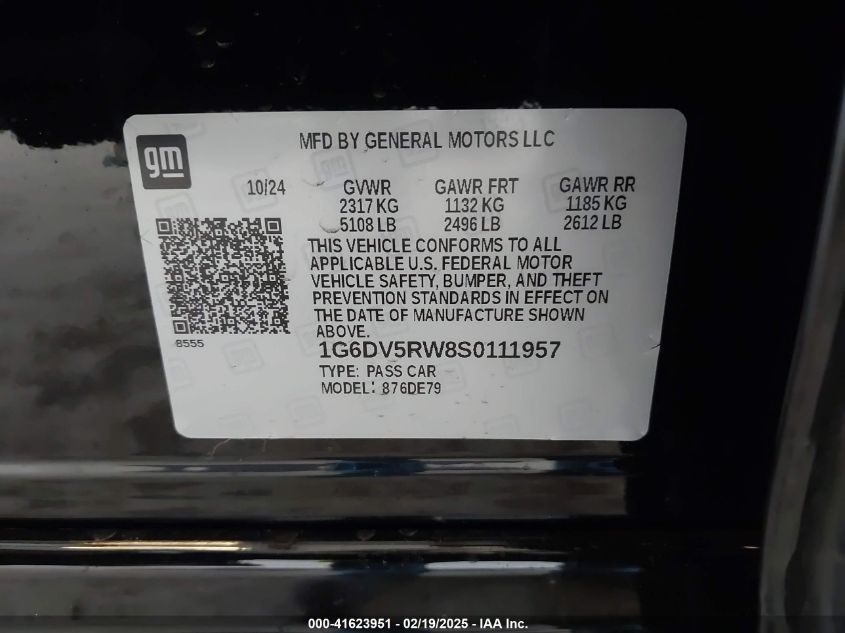 gm
MFD BY GENERAL MOTORS LLC
10/24
GVWR GAWR FRT GAWR RR
2317 KG 1132 KG 1185 KG
5108 LB 2496 LB 2612 LB
THIS VEHICLE CONFORMS TO ALL
APPLICABLE U.S. FEDERAL MOTOR
VEHICLE SAFETY, BUMPER, AND THEFT
PREVENTION STANDARDS IN EFFECT ON
THE DATE OF MANUFACTURE SHOWN
ABOVE.
8555
1G6DV5RW8S0111957
TYPE: PASS CAR
MODEL: 876DE79
000-41623951 - 02/19/2025 - IAA Inc.